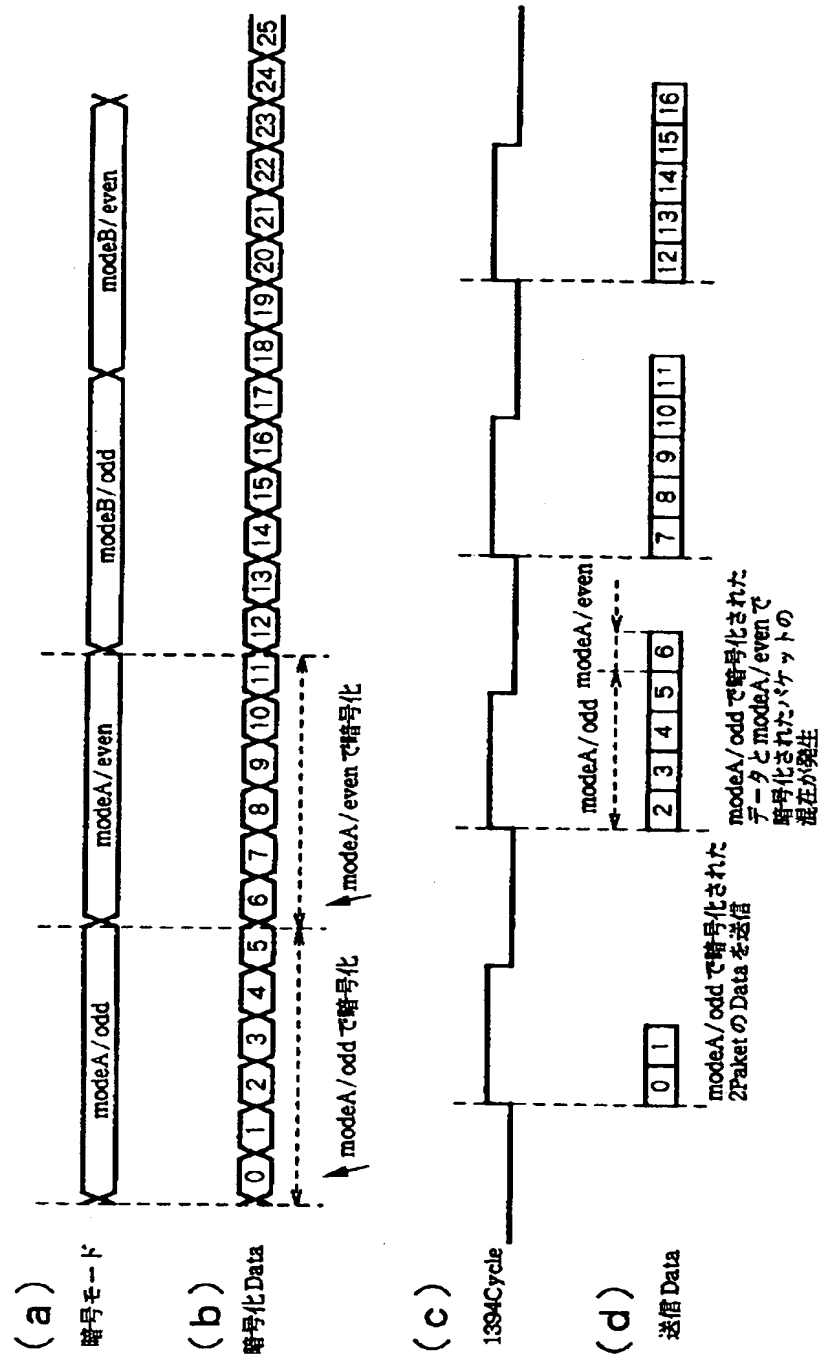 (a)
暗号モード
modeA/odd
modeA/even
modeB/odd
modeB/even
(b)
暗号化Data
0 1 2 3 4 5 6 7 8 9 10 11 12 13 14 15 16 17 18 19 20 21 22 23 24 25
modeA/oddで暗号化
modeA/evenで暗号化
(c)
1394Cycle
modeA/odd modeA/even
(d)
送信Data
0 1
2 3 4 5 6
7 8 9 10 11
12 13 14 15 16
modeA/oddで暗号化された
2PaketのDataを送信
modeA/oddで暗号化された
データとmodeA/evenで
暗号化されたパケットの
混在が発生